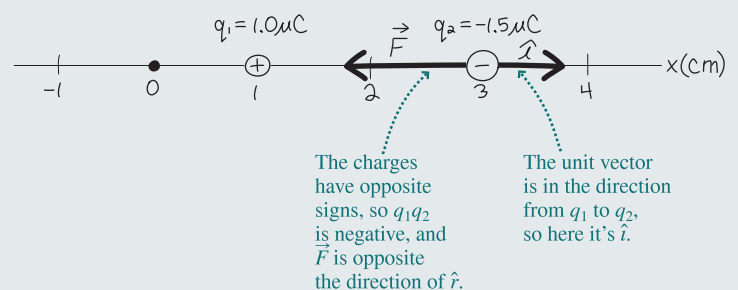 q₁ = 1.0μC   F⃗   q₂ = -1.5μC
+   −   î   x(cm)
-1   0   1   2   3   4
The charges
have opposite
signs, so q₁q₂
is negative, and
F⃗ is opposite
the direction of r̂.
The unit vector
is in the direction
from q₁ to q₂,
so here it's î.